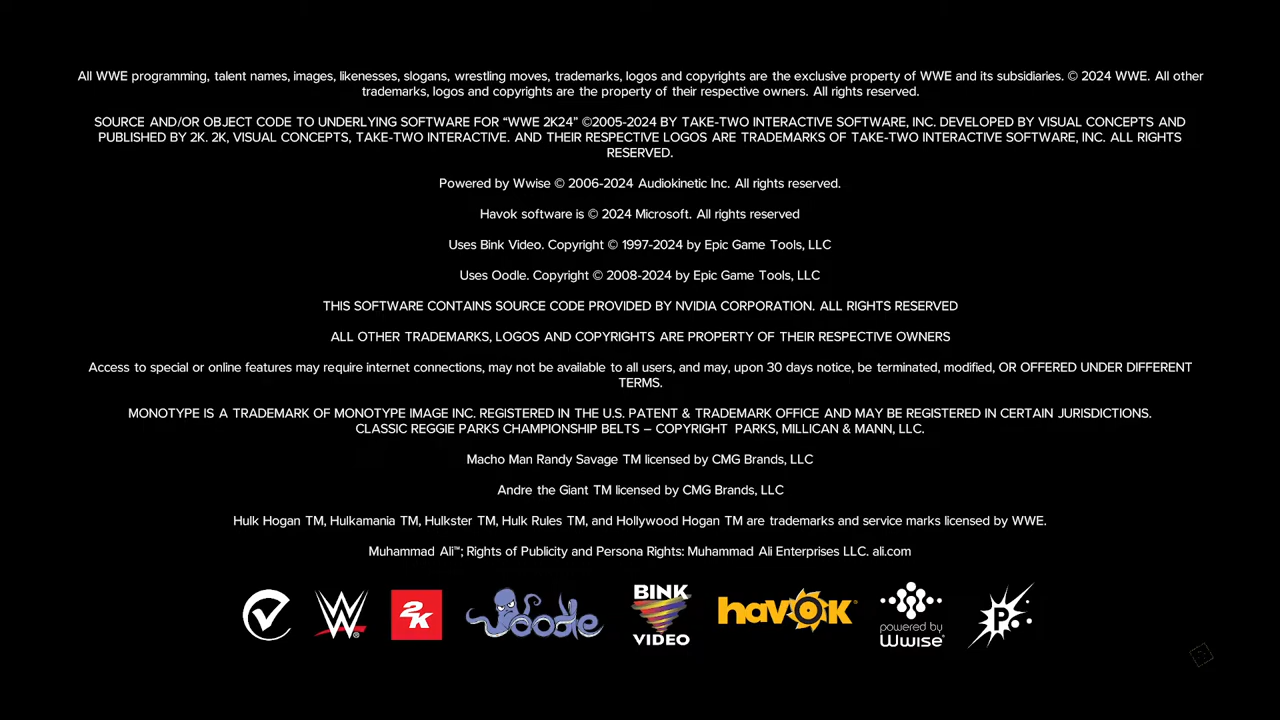 All WWE programming, talent names, images, likenesses, slogans, wrestling moves, trademarks, logos and copyrights are the exclusive property of WWE and its subsidiaries. © 2024 WWE. All other
trademarks, logos and copyrights are the property of their respective owners. All rights reserved.
SOURCE AND/OR OBJECT CODE TO UNDERLYING SOFTWARE FOR “WWE 2K24” ©2005-2024 BY TAKE-TWO INTERACTIVE SOFTWARE, INC. DEVELOPED BY VISUAL CONCEPTS AND
PUBLISHED BY 2K. 2K, VISUAL CONCEPTS, TAKE-TWO INTERACTIVE. AND THEIR RESPECTIVE LOGOS ARE TRADEMARKS OF TAKE-TWO INTERACTIVE SOFTWARE, INC. ALL RIGHTS
RESERVED.
Powered by Wwise © 2006-2024 Audiokinetic Inc. All rights reserved.
Havok software is © 2024 Microsoft. All rights reserved
Uses Bink Video. Copyright © 1997-2024 by Epic Game Tools, LLC
Uses Oodle. Copyright © 2008-2024 by Epic Game Tools, LLC
THIS SOFTWARE CONTAINS SOURCE CODE PROVIDED BY NVIDIA CORPORATION. ALL RIGHTS RESERVED
ALL OTHER TRADEMARKS, LOGOS AND COPYRIGHTS ARE PROPERTY OF THEIR RESPECTIVE OWNERS
Access to special or online features may require internet connections, may not be available to all users, and may, upon 30 days notice, be terminated, modified, OR OFFERED UNDER DIFFERENT
TERMS.
MONOTYPE IS A TRADEMARK OF MONOTYPE IMAGE INC. REGISTERED IN THE U.S. PATENT & TRADEMARK OFFICE AND MAY BE REGISTERED IN CERTAIN JURISDICTIONS.
CLASSIC REGGIE PARKS CHAMPIONSHIP BELTS – COPYRIGHT PARKS, MILLICAN & MANN, LLC.
Macho Man Randy Savage TM licensed by CMG Brands, LLC
Andre the Giant TM licensed by CMG Brands, LLC
Hulk Hogan TM, Hulkamania TM, Hulkster TM, Hulk Rules TM, and Hollywood Hogan TM are trademarks and service marks licensed by WWE.
Muhammad Ali™; Rights of Publicity and Persona Rights: Muhammad Ali Enterprises LLC. ali.com
W® 2K oodle BINK VIDEO havok® powered by Wwise® P